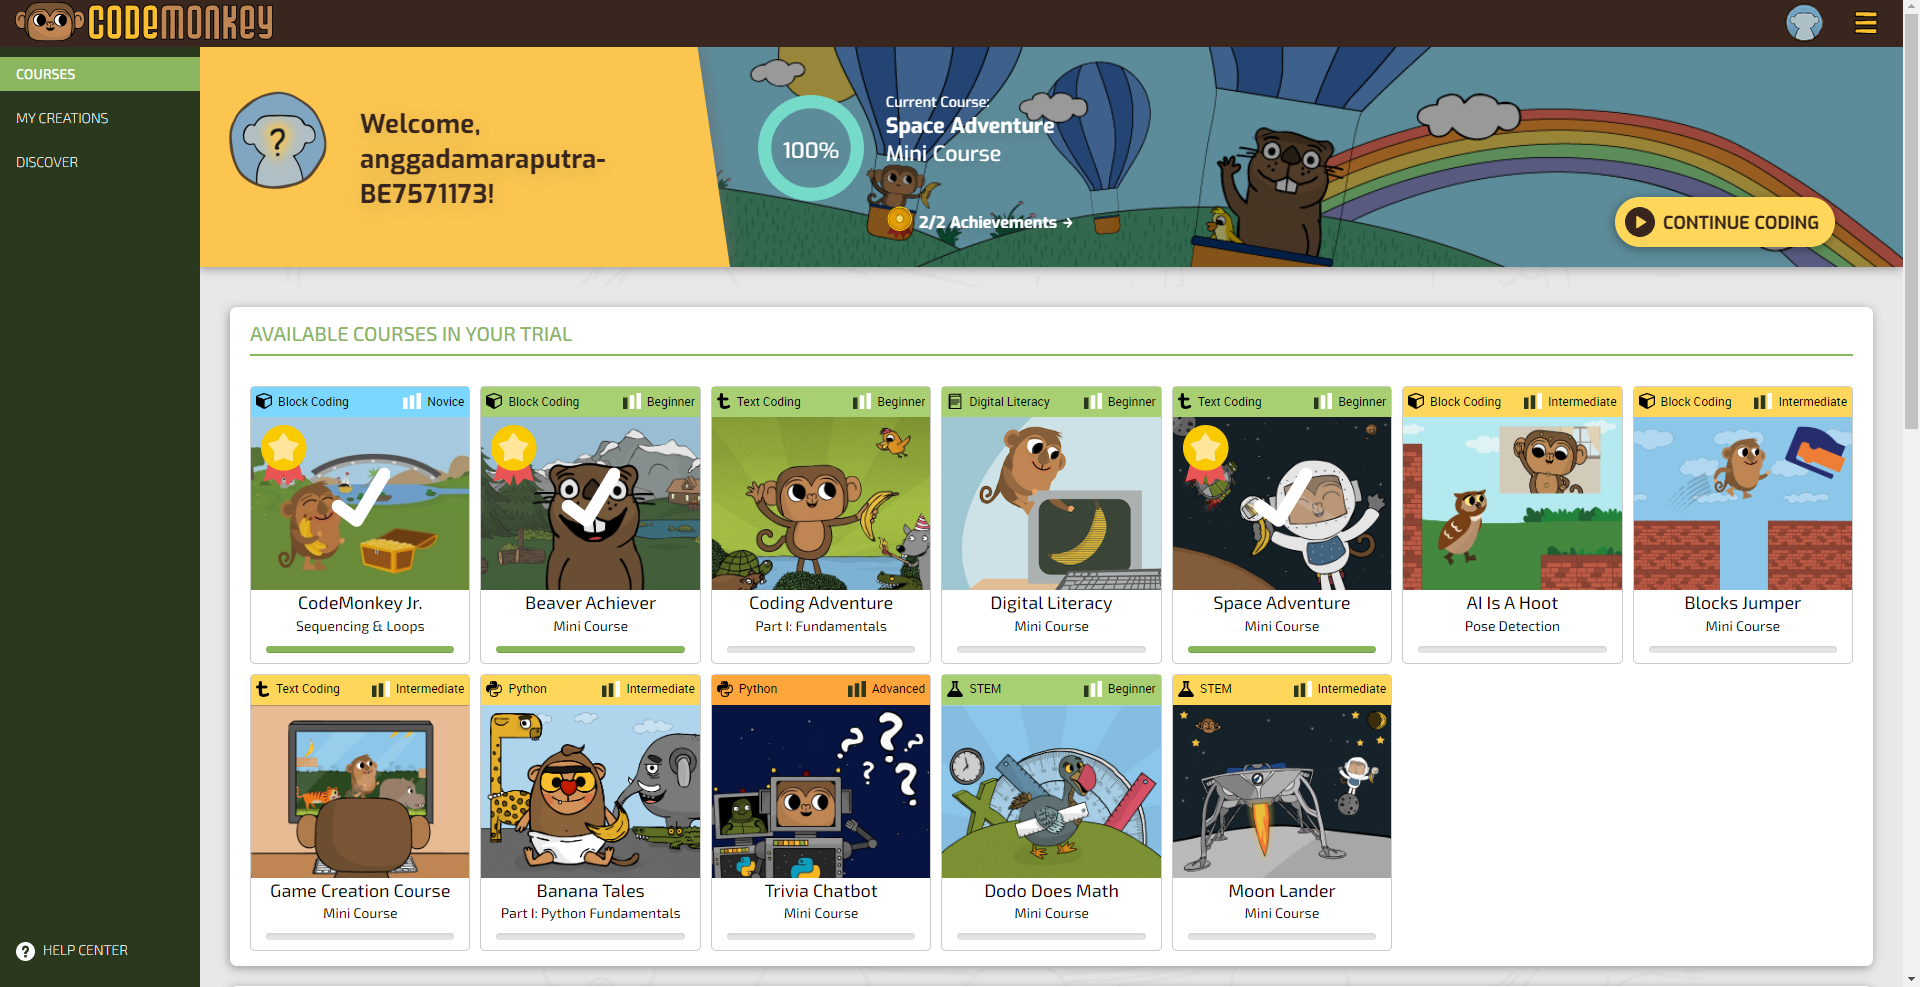 CODEMONKEY
COURSES
MY CREATIONS
DISCOVER
HELP CENTER
?
Welcome,
anggadamaraputra-
BE7571173!
100%
Current Course:
Space Adventure
Mini Course
2/2 Achievements →
CONTINUE CODING
AVAILABLE COURSES IN YOUR TRIAL
Block Coding Novice
CodeMonkey Jr.
Sequencing & Loops
Block Coding Beginner
Beaver Achiever
Mini Course
Text Coding Beginner
Coding Adventure
Part I: Fundamentals
Digital Literacy Beginner
Digital Literacy
Mini Course
Text Coding Beginner
Space Adventure
Mini Course
Block Coding Intermediate
AI Is A Hoot
Pose Detection
Block Coding Intermediate
Blocks Jumper
Mini Course
Text Coding Intermediate
Game Creation Course
Mini Course
Python Intermediate
Banana Tales
Part I: Python Fundamentals
Python Advanced
? ? ? ?
Trivia Chatbot
Mini Course
STEM Beginner
Dodo Does Math
Mini Course
STEM Intermediate
Moon Lander
Mini Course